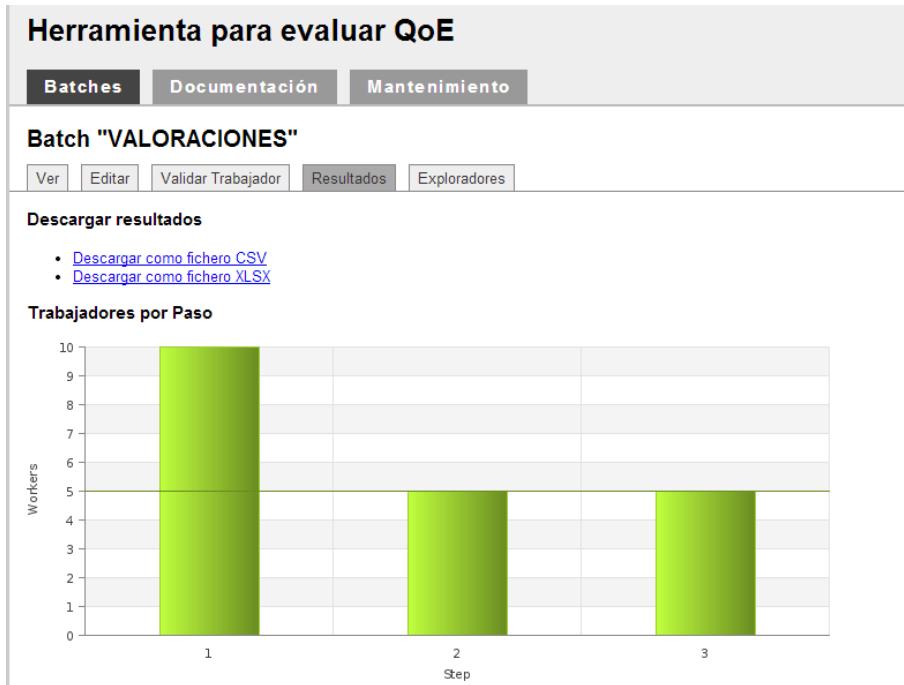 Herramienta para evaluar QoE
Batches Documentación Mantenimiento
Batch "VALORACIONES"
Ver Editar Validar Trabajador Resultados Exploradores
Descargar resultados
Descargar como fichero CSV
Descargar como fichero XLSX
Trabajadores por Paso
10
9
8
7
6
5
4
3
2
1
0
Workers
1 2 3
Step